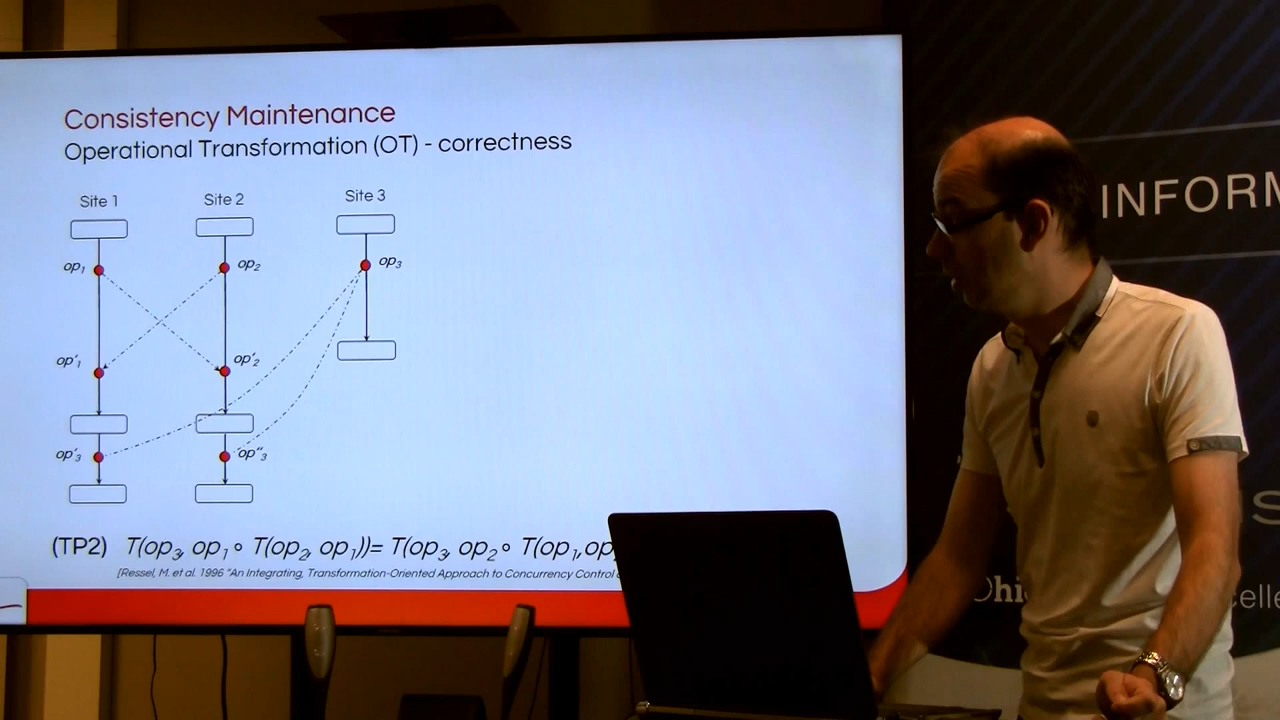 Consistency Maintenance
Operational Transformation (OT) - correctness
Site 1 Site 2 Site 3
op₁ op₂ op₃
op'₁ op'₂
op'₃ op"₃
(TP2) T(op₃, op₁ ∘ T(op₂, op₁))= T(op₃, op₂ ∘ T(op₁,op
[Ressel, M. et al. 1996 "An Integrating, Transformation-Oriented Approach to Concurrency Control
INFORM